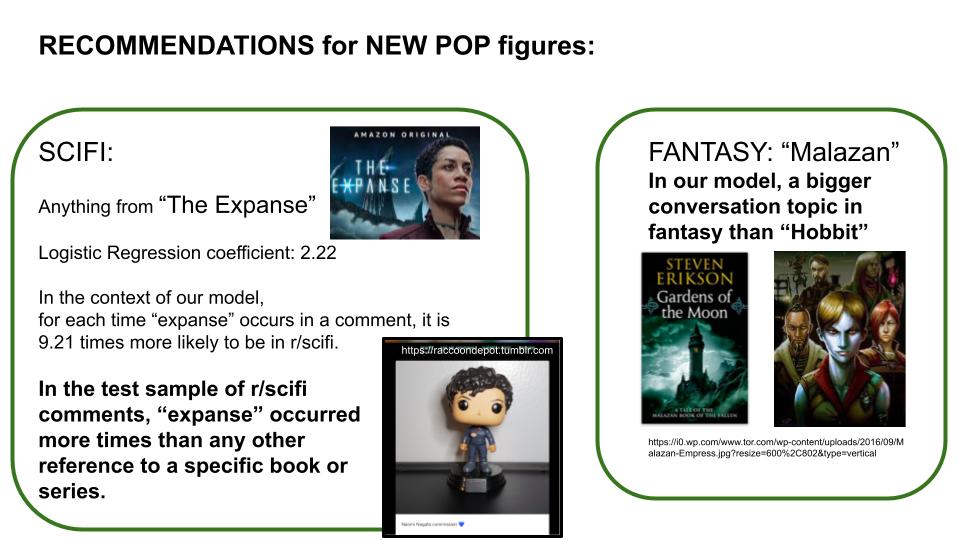 RECOMMENDATIONS for NEW POP figures:
SCIFI:
Anything from “The Expanse”
Logistic Regression coefficient: 2.22
In the context of our model,
for each time “expanse” occurs in a comment, it is
9.21 times more likely to be in r/scifi.
In the test sample of r/scifi
comments, “expanse” occurred
more times than any other
reference to a specific book or
series.
AMAZON ORIGINAL
THE
EXPANSE
https://raccoondepot.tumblr.com
Naomi Nagata commission 💙
FANTASY: “Malazan”
In our model, a bigger
conversation topic in
fantasy than “Hobbit”
STEVEN
ERIKSON
Gardens of
the Moon
A TALE OF THE
MALAZAN BOOK OF THE FALLEN
https://i0.wp.com/www.tor.com/wp-content/uploads/2016/09/M
alazan-Empress.jpg?resize=600%2C802&type=vertical